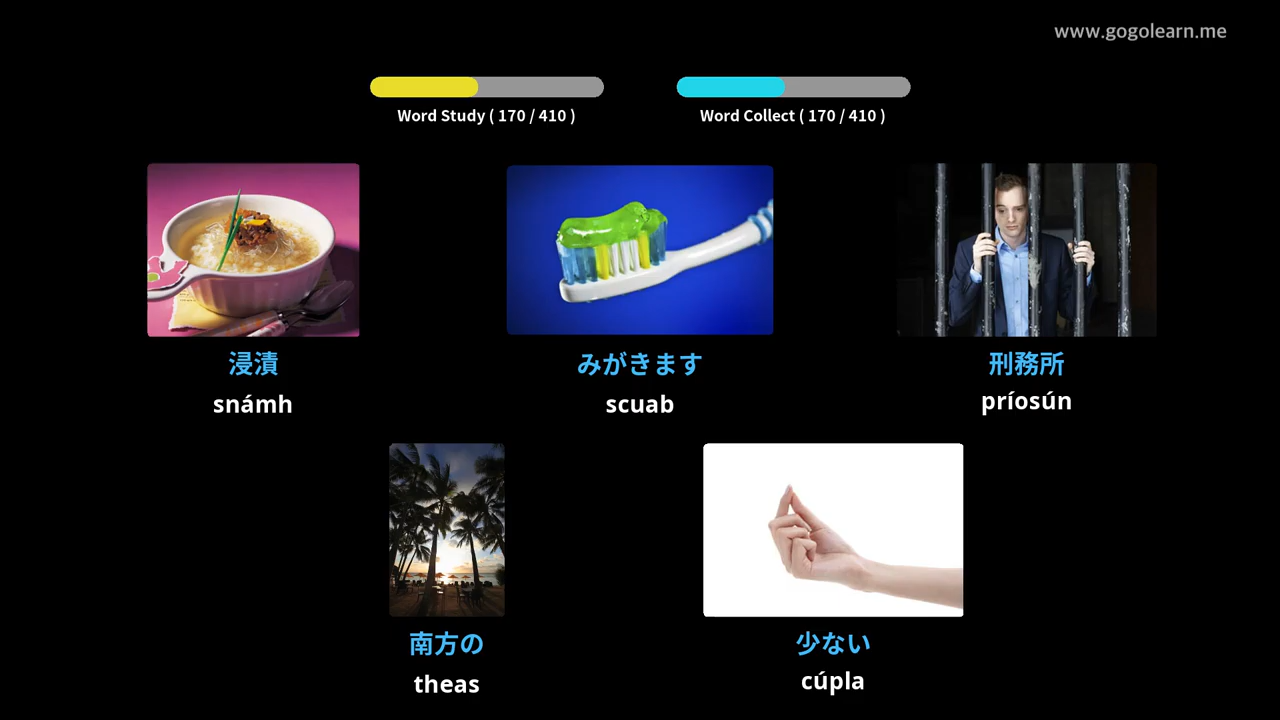 www.gogolearn.me
Word Study ( 170 / 410 )
Word Collect ( 170 / 410 )
浸漬
snámh
みがきます
scuab
刑務所
príosún
南方の
theas
少ない
cúpla